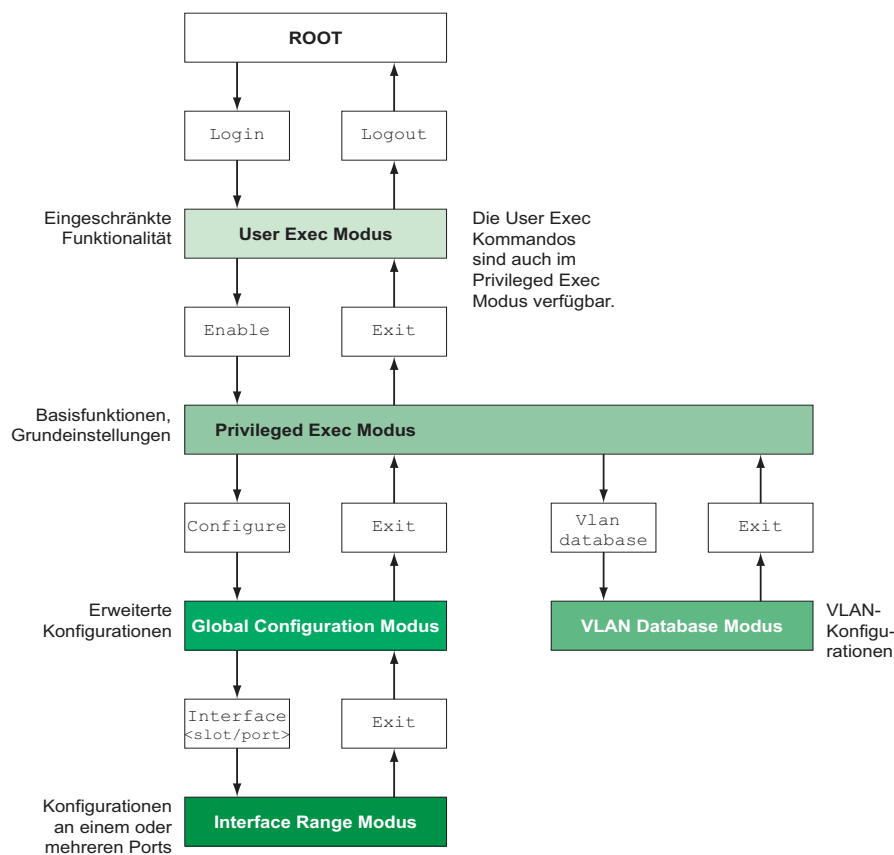 ROOT
Login
Logout
Eingeschränkte
Funktionalität
User Exec Modus
Die User Exec
Kommandos
sind auch im
Privileged Exec
Modus verfügbar.
Enable
Exit
Basisfunktionen,
Grundeinstellungen
Privileged Exec Modus
Configure
Exit
Vlan
database
Exit
Erweiterte
Konfigurationen
Global Configuration Modus
VLAN Database Modus
VLAN-
Konfigu-
rationen
Interface
<slot/port>
Exit
Konfigurationen
an einem oder
mehreren Ports
Interface Range Modus